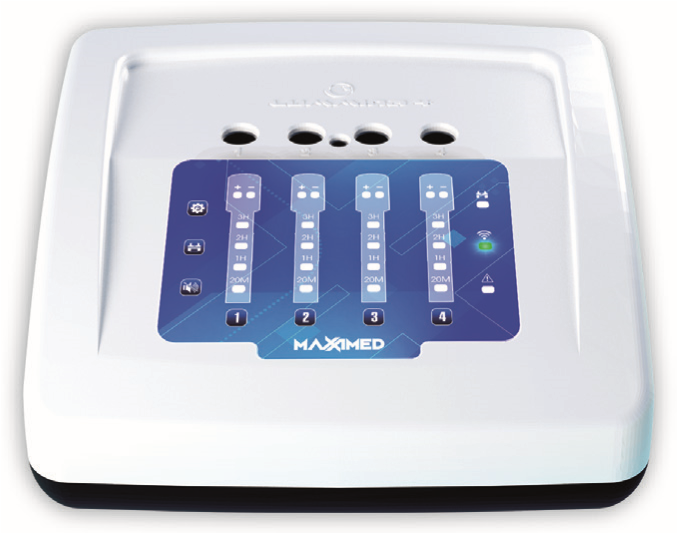 1 2 3 4
+ - + - + - + -
3H 3H 3H 3H
2H 2H 2H 2H
1H 1H 1H 1H
20M 20M 20M 20M
1 2 3 4
MAXXIMED